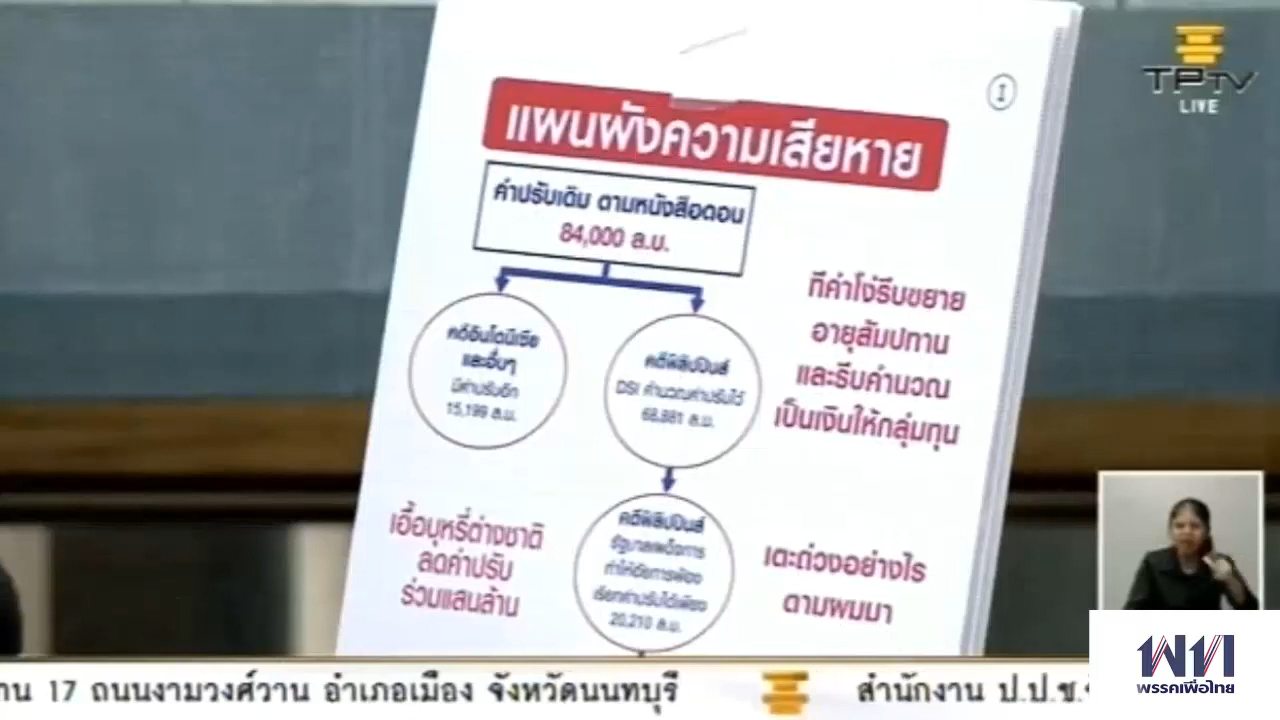 TPTV
LIVE
1
แผนผังความเสียหาย
ค่าปรับเดิม ตามหนังสือถอน
84,000 ล.บ.
คดีอินโดนีเซีย
และอื่นๆ
มีค่าปรับอีก
15,199 ล.บ.
คดีฟิลิปปินส์
DSI คำนวณค่าปรับไว้
68,881 ล.บ.
ทีค่าโง่รีบขยาย
อายุสัมปทาน
และรีบคำนวณ
เป็นเงินให้กลุ่มทุน
เอื้อบุหรี่ต่างชาติ
ลดค่าปรับ
ร่วมแสนล้าน
คดีฟิลิปปินส์
รัฐบาลเผด็จการ
ทำให้อัยการฟ้อง
เรียกค่าปรับได้เพียง
20,210 ล.บ.
เตะถ่วงอย่างไร
ตามผมมา
าน 17 ถนนงามวงศ์วาน อำเภอเมือง จังหวัดนนทบุรี
สำนักงาน ป.ป.ช.
พท
พรรคเพื่อไทย